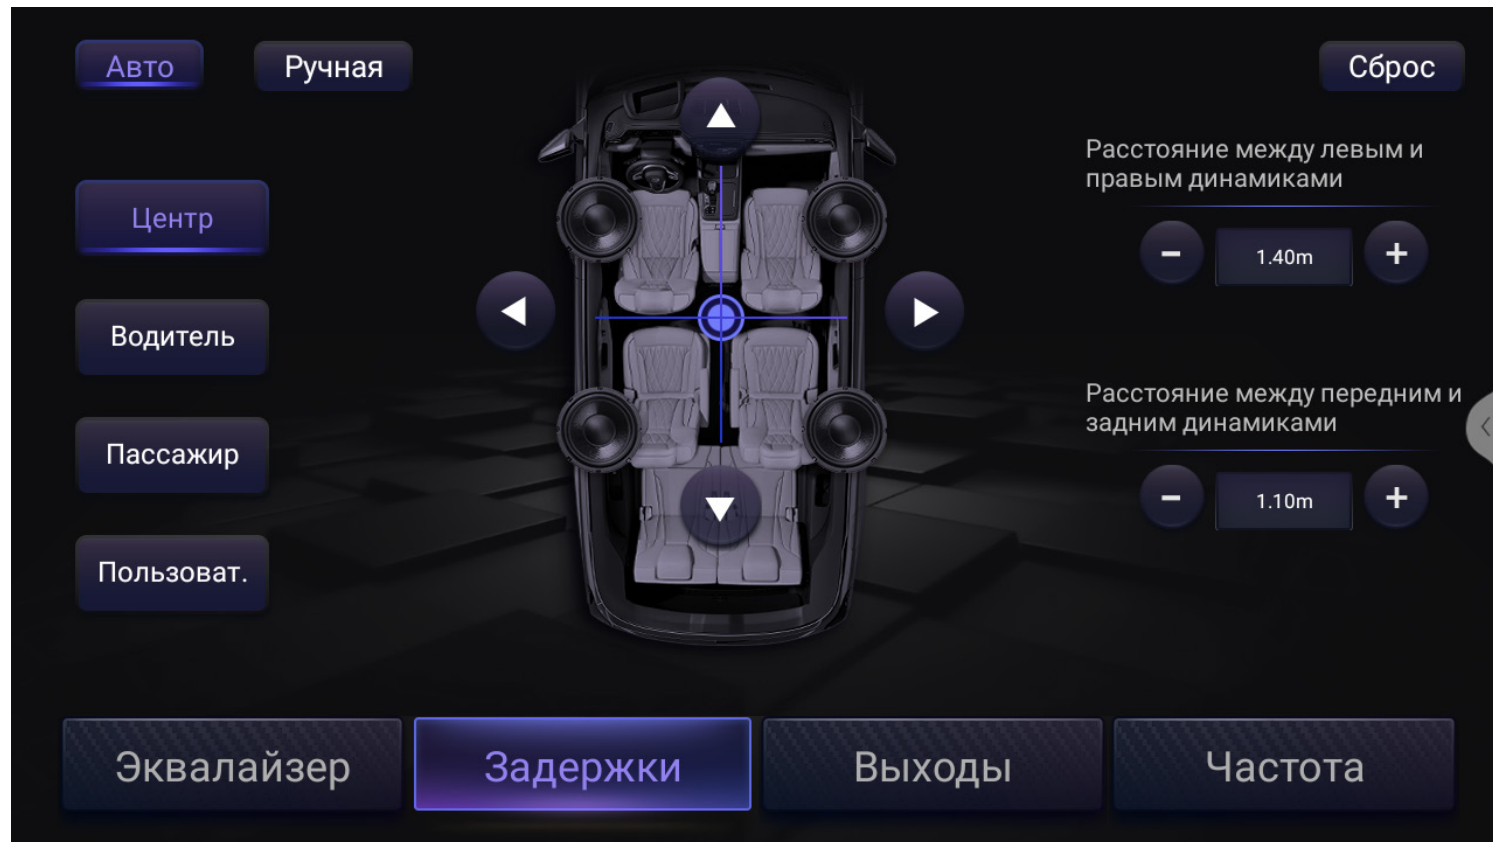 Авто
Ручная
Сброс
Расстояние между левым и
правым динамиками
Центр
-
1.40m
+
Водитель
Расстояние между передним и
задним динамиками
Пассажир
-
1.10m
+
Пользоват.
Эквалайзер
Задержки
Выходы
Частота